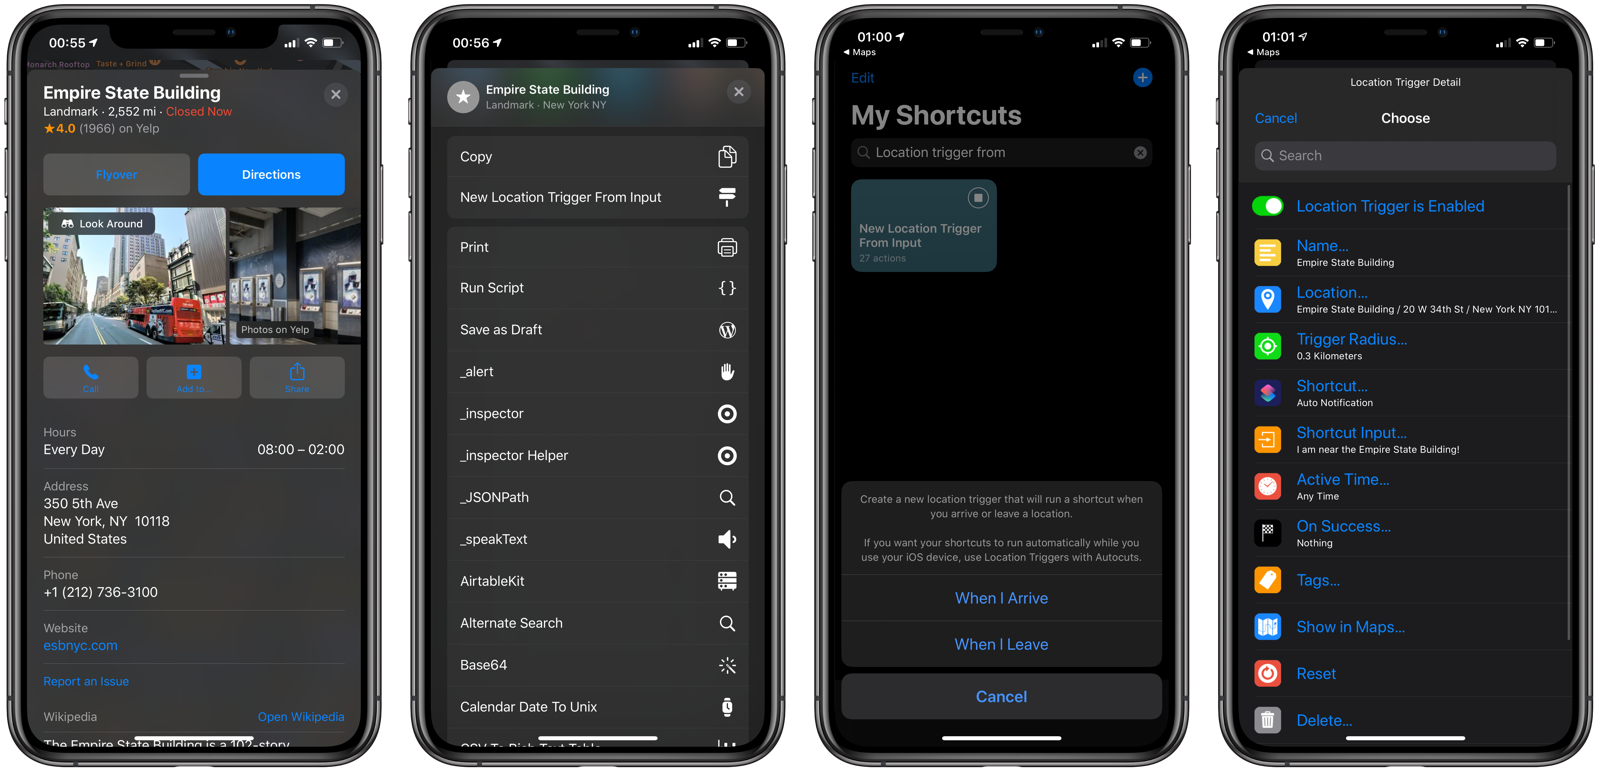 00:55
Monarch Rooftop
Taste + Grind
Empire State Building
Landmark · 2,552 mi · Closed Now
★4.0 (1966) on Yelp
Flyover
Directions
Look Around
Photos on Yelp
Call
Add to...
Share
Hours
Every Day
08:00 – 02:00
Address
350 5th Ave
New York, NY 10118
United States
Phone
+1 (212) 736-3100
Website
esbnyc.com
Report an Issue
Wikipedia
Open Wikipedia
The Empire State Building is a 102-story
00:56
Empire State Building
Landmark · New York NY
Copy
New Location Trigger From Input
Print
Run Script
{ }
Save as Draft
_alert
_inspector
_inspector Helper
_JSONPath
_speakText
AirtableKit
Alternate Search
Base64
Calendar Date To Unix
CSV To Rich Text Table
01:00
◀ Maps
Edit
My Shortcuts
Location trigger from
New Location Trigger
From Input
27 actions
Create a new location trigger that will run a shortcut when
you arrive or leave a location.
If you want your shortcuts to run automatically while you
use your iOS device, use Location Triggers with Autocuts.
When I Arrive
When I Leave
Cancel
01:01
◀ Maps
Location Trigger Detail
Cancel
Choose
Search
Location Trigger is Enabled
Name...
Empire State Building
Location...
Empire State Building / 20 W 34th St / New York NY 101...
Trigger Radius...
0.3 Kilometers
Shortcut...
Auto Notification
Shortcut Input...
I am near the Empire State Building!
Active Time...
Any Time
On Success...
Nothing
Tags...
Show in Maps...
Reset
Delete...